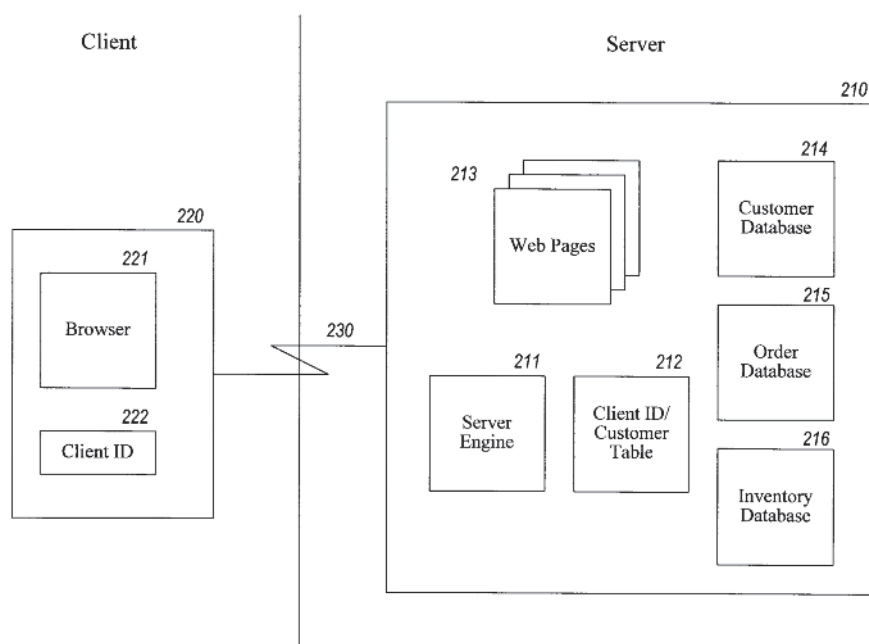 Client
Server
210
213
214
Web Pages
Customer
Database
220
221
Browser
222
Client ID
230
215
Order
Database
211
Server
Engine
212
Client ID/
Customer
Table
216
Inventory
Database